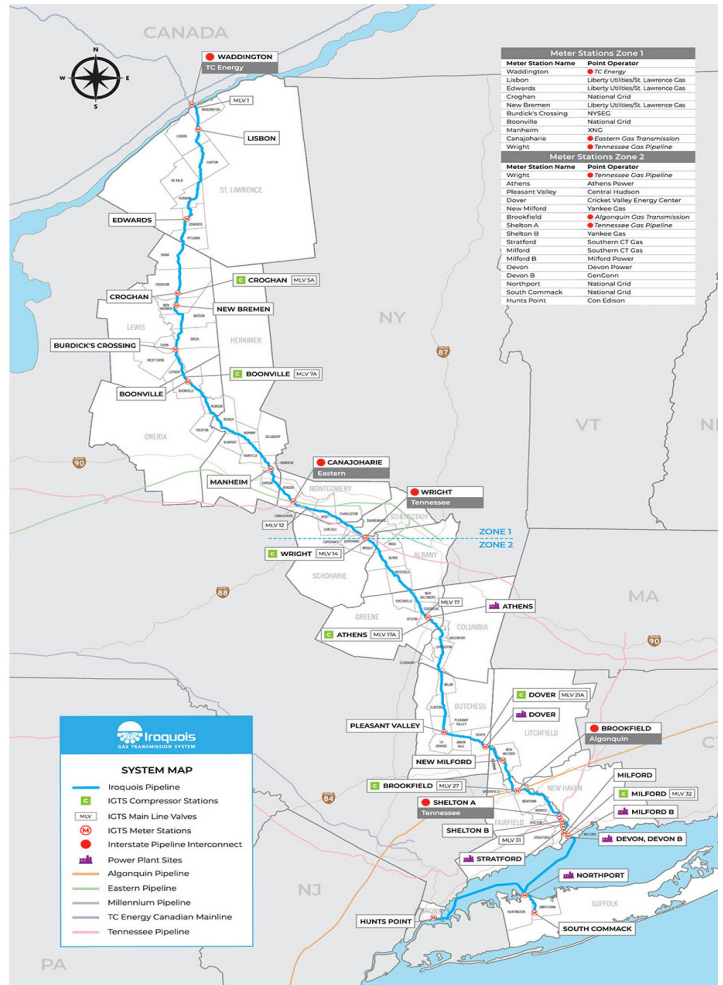 CANADA
N
W
E
S
WADDINGTON
TC Energy
MLV 1
LISBON
ST. LAWRENCE
EDWARDS
C CROGHAN MLV 5A
CROGHAN
NEW BREMEN
LEWIS
HERKIMER
BURDICK'S CROSSING
C BOONVILLE MLV 7A
BOONVILLE
ONEIDA
NY
87
VT
90
MANHEIM
CANAJOHARIE
Eastern
MONTGOMERY
WRIGHT
Tennessee
MLV 12
SCHENECTADY
ZONE 1
ZONE 2
C WRIGHT MLV 14
ALBANY
SCHOHARIE
88
MA
MLV 17
ATHENS
GREENE
C ATHENS MLV 17A
COLUMBIA
90
C DOVER MLV 21A
DUTCHESS
DOVER
PLEASANT VALLEY
LITCHFIELD
BROOKFIELD
Algonquin
NEW MILFORD
C BROOKFIELD MLV 27
NEW HAVEN
MILFORD
84
SHELTON A
Tennessee
C MILFORD MLV 32
FAIRFIELD
MILFORD B
SHELTON B
MLV 31
DEVON, DEVON B
STRATFORD
NORTHPORT
NJ
SUFFOLK
HUNTS POINT
SOUTH COMMACK
PA
Meter Stations Zone 1
Meter Station Name Point Operator
Waddington TC Energy
Lisbon Liberty Utilities/St. Lawrence Gas
Edwards Liberty Utilities/St. Lawrence Gas
Croghan National Grid
New Bremen Liberty Utilities/St. Lawrence Gas
Burdick's Crossing NYSEG
Boonville National Grid
Manheim XNG
Canajoharie Eastern Gas Transmission
Wright Tennessee Gas Pipeline
Meter Stations Zone 2
Meter Station Name Point Operator
Wright Tennessee Gas Pipeline
Athens Athens Power
Pleasant Valley Central Hudson
Dover Cricket Valley Energy Center
New Milford Yankee Gas
Brookfield Algonquin Gas Transmission
Shelton A Tennessee Gas Pipeline
Shelton B Yankee Gas
Stratford Southern CT Gas
Milford Southern CT Gas
Milford B Milford Power
Devon Devon Power
Devon B GenConn
Northport National Grid
South Commack National Grid
Hunts Point Con Edison
Iroquois
GAS TRANSMISSION SYSTEM
SYSTEM MAP
Iroquois Pipeline
C IGTS Compressor Stations
MLV IGTS Main Line Valves
M IGTS Meter Stations
Interstate Pipeline Interconnect
Power Plant Sites
Algonquin Pipeline
Eastern Pipeline
Millennium Pipeline
TC Energy Canadian Mainline
Tennessee Pipeline